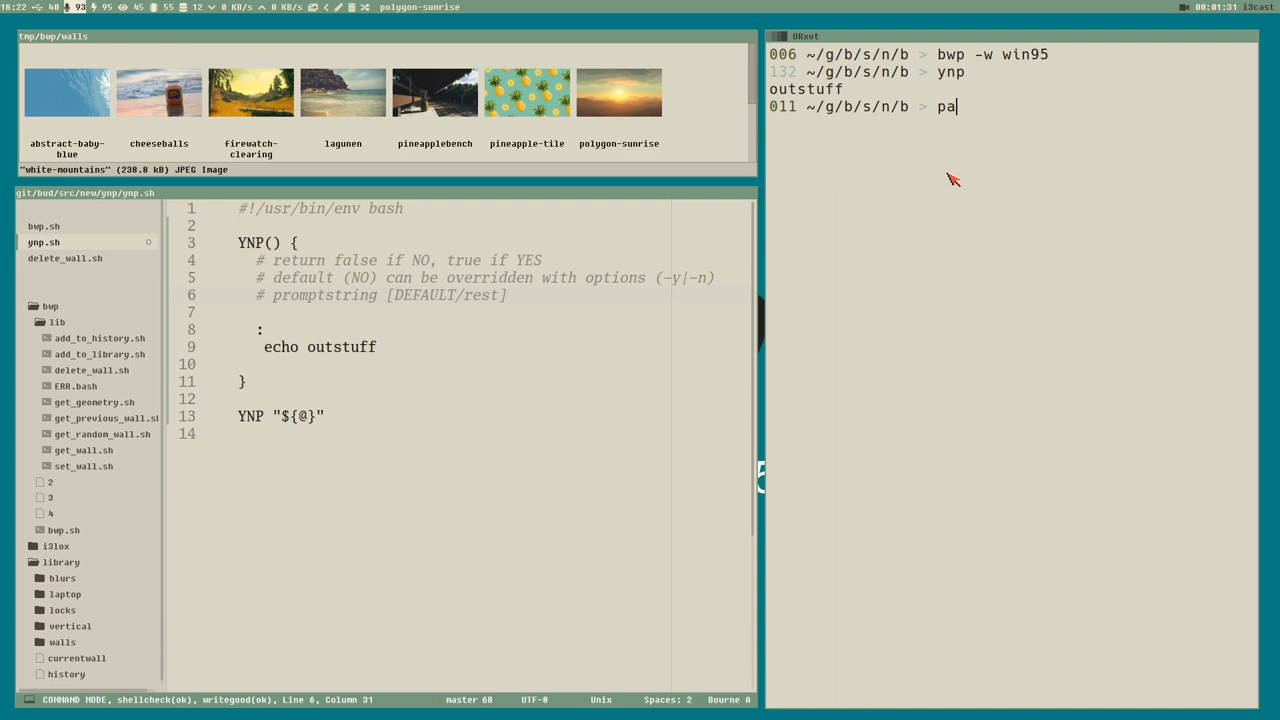 18:22 40 93 95 45 55 12 0 KB/s 0 KB/s polygon-sunrise 00:01:31 i3cast
tmp/bwp/walls
abstract-baby-blue cheeseballs firewatch-clearing lagunen pineapplebench pineapple-tile polygon-sunrise
"white-mountains" (238.8 kB) JPEG Image
git/bud/src/new/ynp/ynp.sh
bwp.sh
ynp.sh
delete_wall.sh
bwp
lib
add_to_history.sh
add_to_library.sh
delete_wall.sh
ERR.bash
get_geometry.sh
get_previous_wall.sh
get_random_wall.sh
get_wall.sh
set_wall.sh
2
3
4
bwp.sh
i3lox
library
blurs
laptop
locks
vertical
walls
currentwall
history
1 #!/usr/bin/env bash
2
3 YNP() {
4 # return false if NO, true if YES
5 # default (NO) can be overridden with options (-y|-n)
6 # promptstring [DEFAULT/rest]
7
8 :
9 echo outstuff
10
11 }
12
13 YNP "${@}"
14
COMMAND MODE, shellcheck(ok), writegood(ok), Line 6, Column 31 master 68 UTF-8 Unix Spaces: 2 Bourne A
URxvt
006 ~/g/b/s/n/b > bwp -w win95
132 ~/g/b/s/n/b > ynp
outstuff
011 ~/g/b/s/n/b > pa